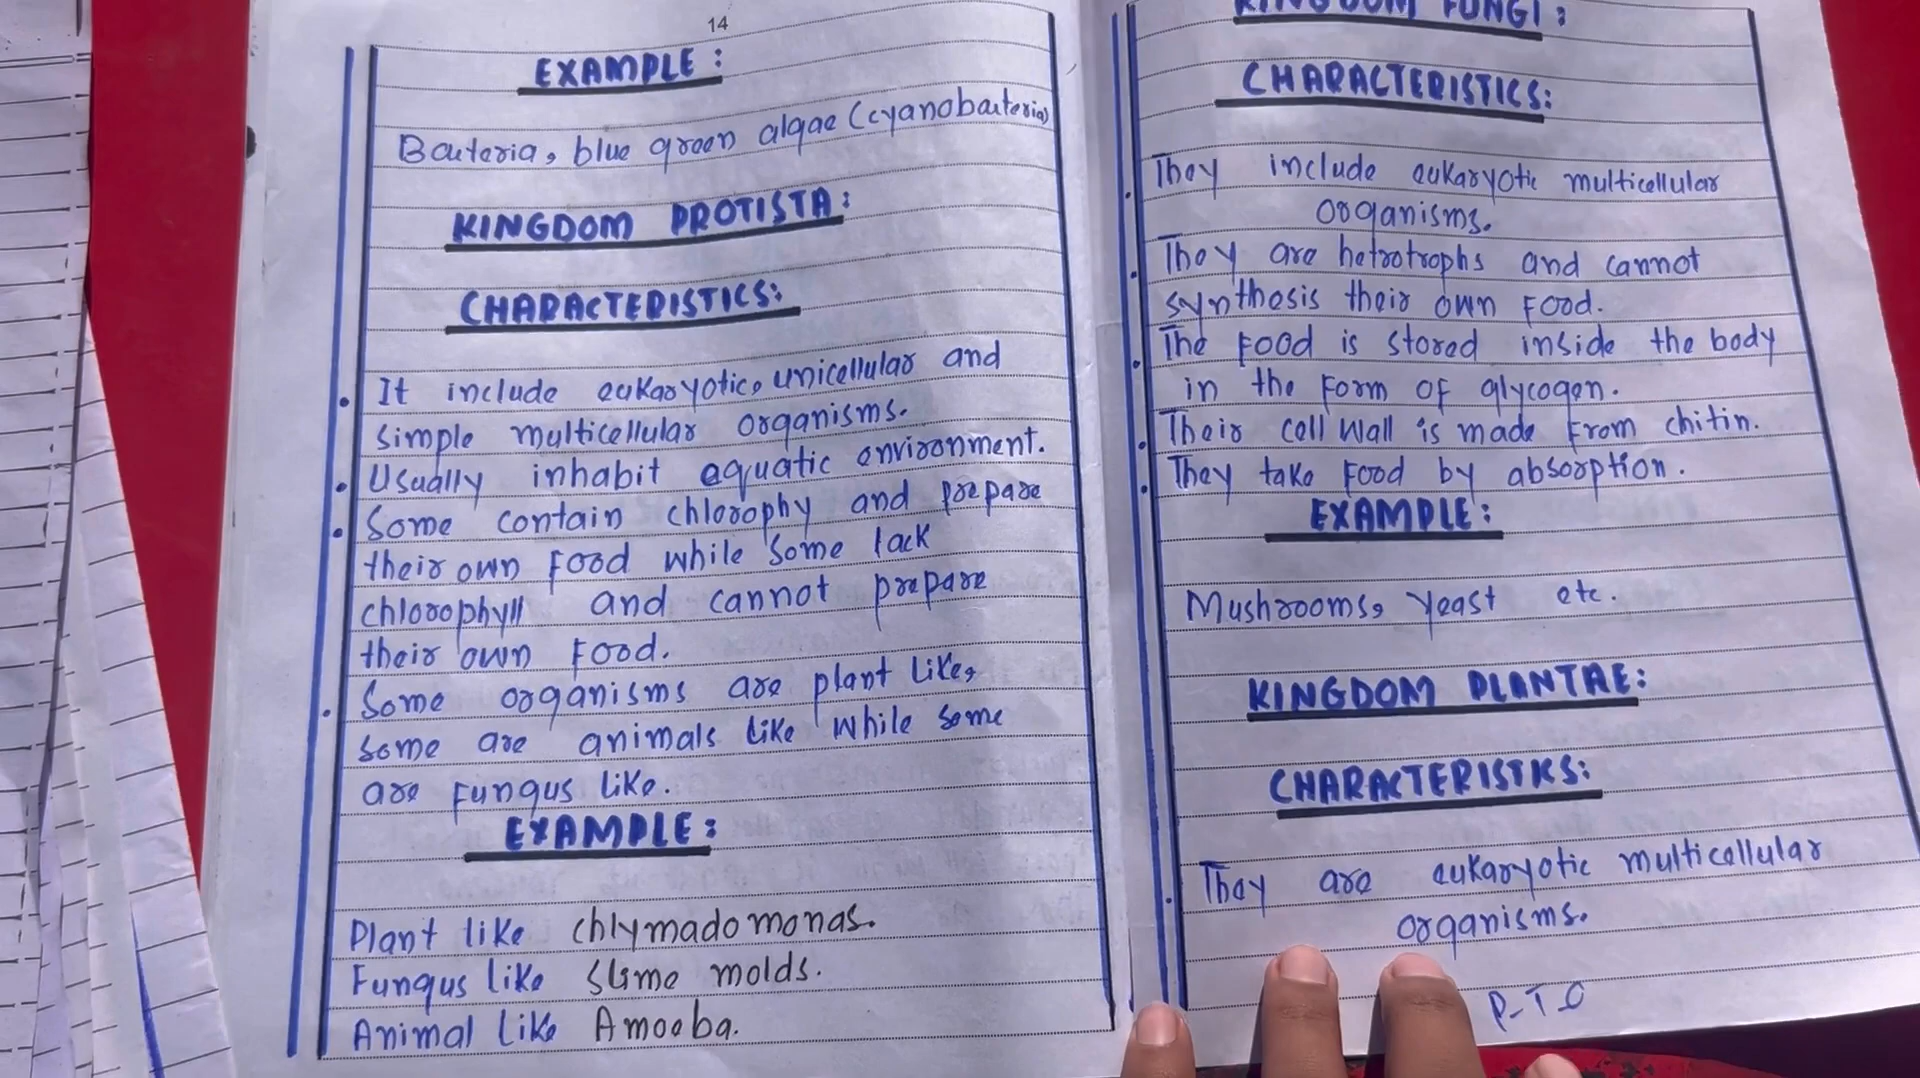 14
EXAMPLE:
Bacteria, blue green algae (cyanobacteria)
KINGDOM PROTISTA:
CHARACTERISTICS:
• It include eukaryotic, unicellular and
simple multicellular organisms.
• Usually inhabit aquatic environment.
• Some contain chlorophy and prepare
their own Food while some lack
chlorophyll and cannot prepare
their own Food.
• Some organisms are plant like,
some are animals like while some
are Fungus like.
EXAMPLE:
Plant like chlymadomonas.
Fungus like Slime molds.
Animal like Amoeba.
KINGDOM FUNGI:
CHARACTERISTICS:
• They include eukaryotic multicellular
organisms.
• They are hetrotrophs and cannot
synthesis their own Food.
• The Food is stored inside the body
in the Form of glycogen.
• Their cell wall is made From chitin.
• They take Food by absorption.
EXAMPLE:
Mushrooms, yeast etc.
KINGDOM PLANTAE:
CHARACTERISTICS:
• They are eukaryotic multicellular
organisms.
P-T-O